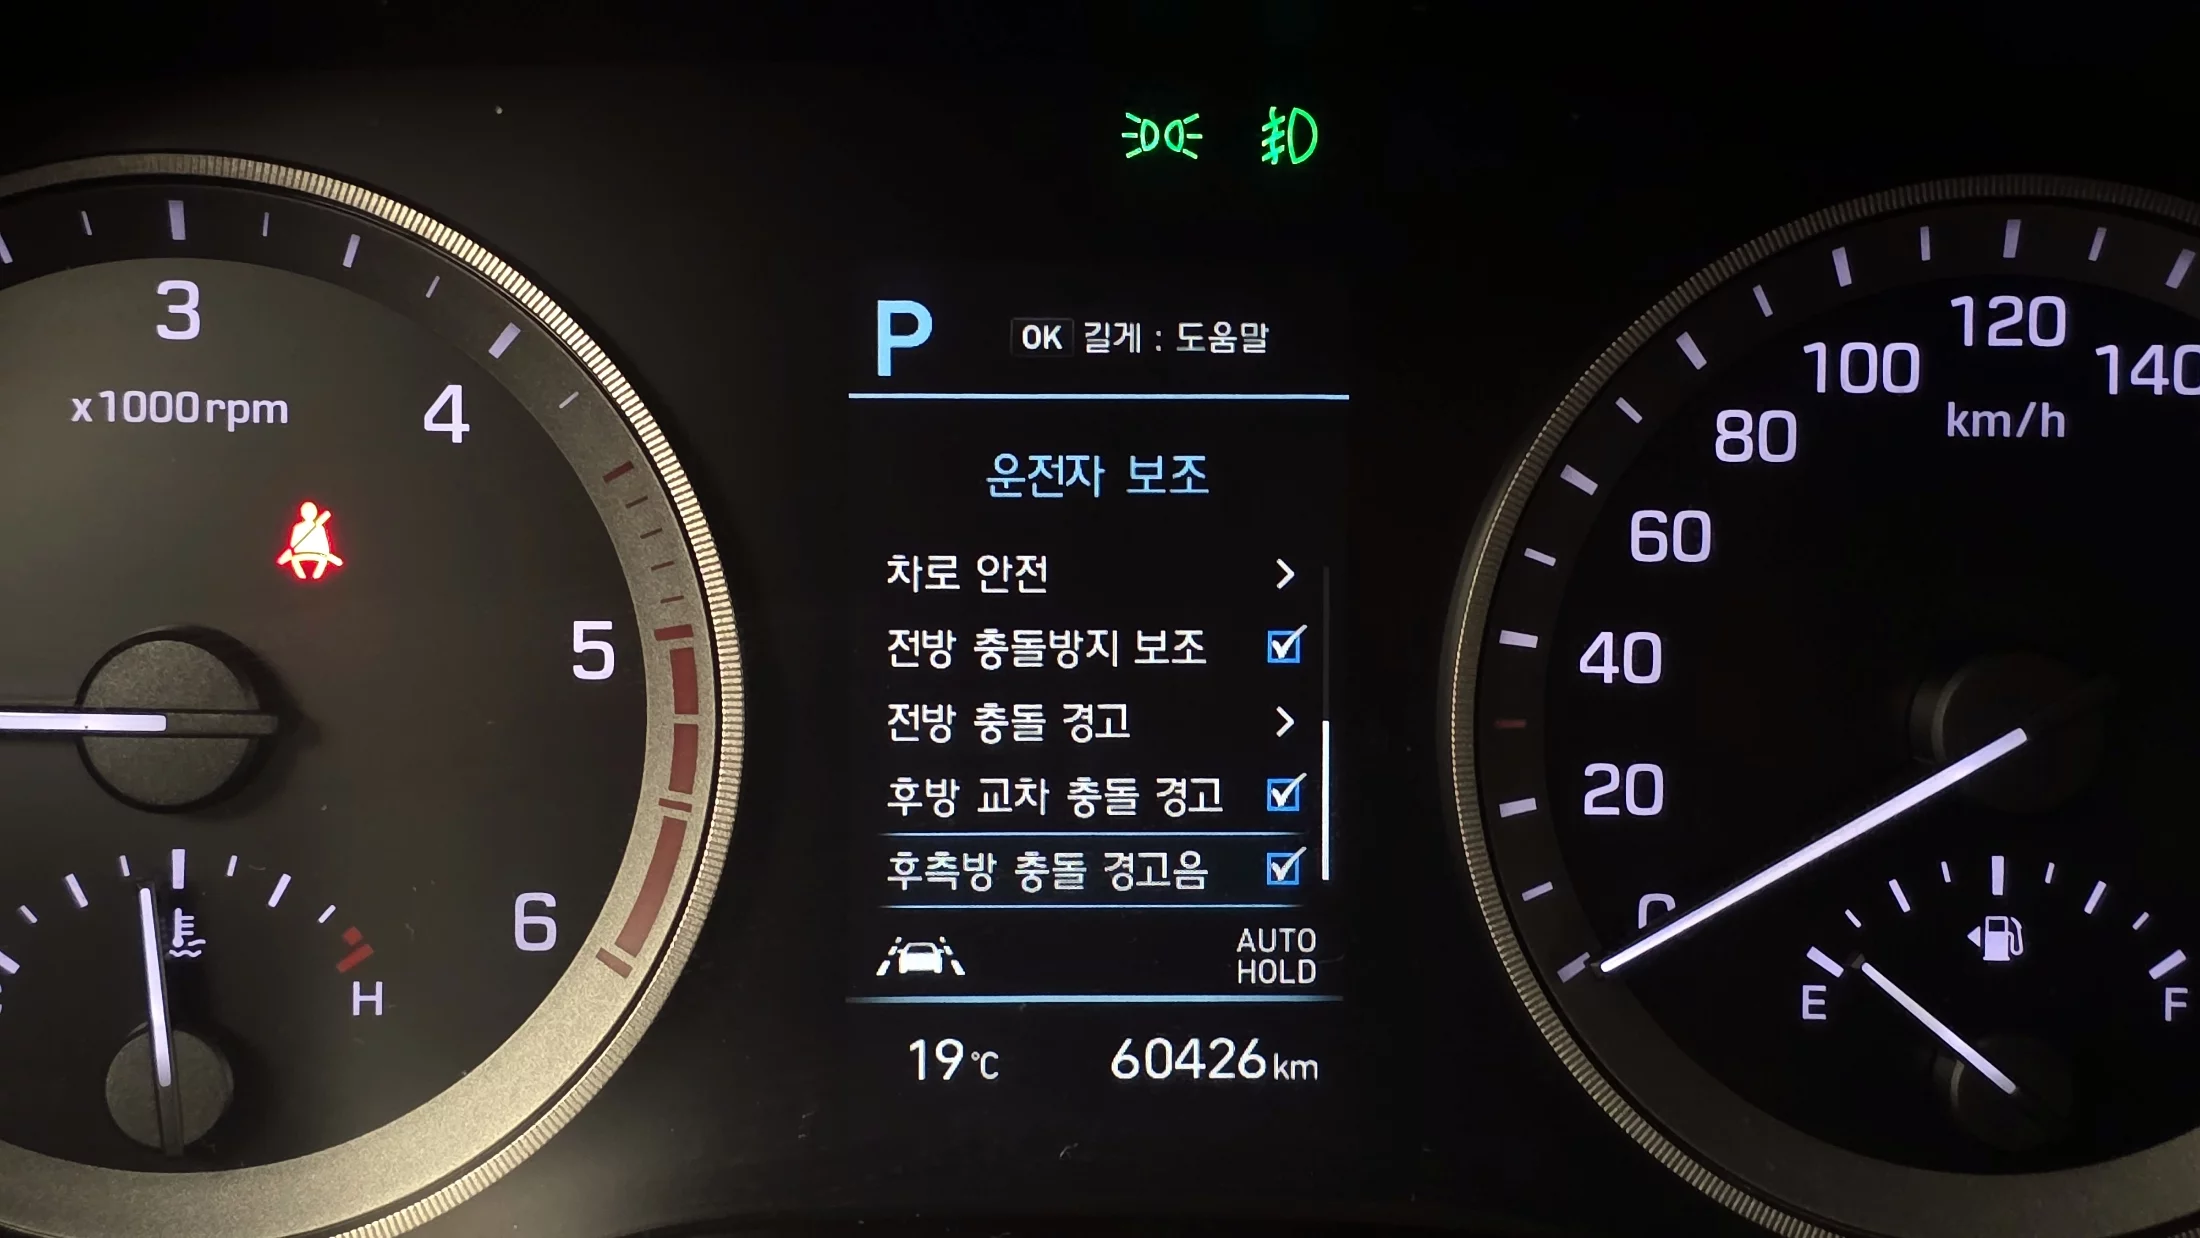 P OK 길게 : 도움말
운전자 보조
차로 안전
전방 충돌방지 보조
전방 충돌 경고
후방 교차 충돌 경고
후측방 충돌 경고음
AUTO
HOLD
19°C 60426km
3
x1000rpm
4
5
6
H
120
100
140
km/h
80
60
40
20
0
E
F